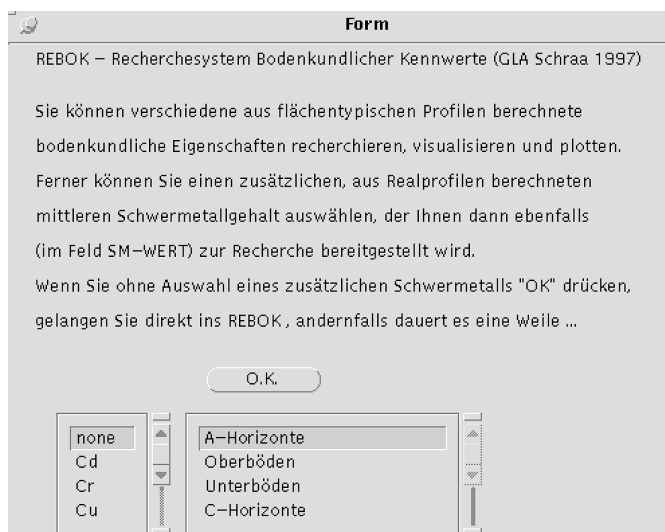 Form
REBOK – Recherchesystem Bodenkundlicher Kennwerte (GLA Schraa 1997)
Sie können verschiedene aus flächentypischen Profilen berechnete
bodenkundliche Eigenschaften recherchieren, visualisieren und plotten.
Ferner können Sie einen zusätzlichen, aus Realprofilen berechneten
mittleren Schwermetallgehalt auswählen, der Ihnen dann ebenfalls
(im Feld SM–WERT) zur Recherche bereitgestellt wird.
Wenn Sie ohne Auswahl eines zusätzlichen Schwermetalls "OK" drücken,
gelangen Sie direkt ins REBOK , andernfalls dauert es eine Weile ...
O.K.
none
Cd
Cr
Cu
A–Horizonte
Oberböden
Unterböden
C–Horizonte